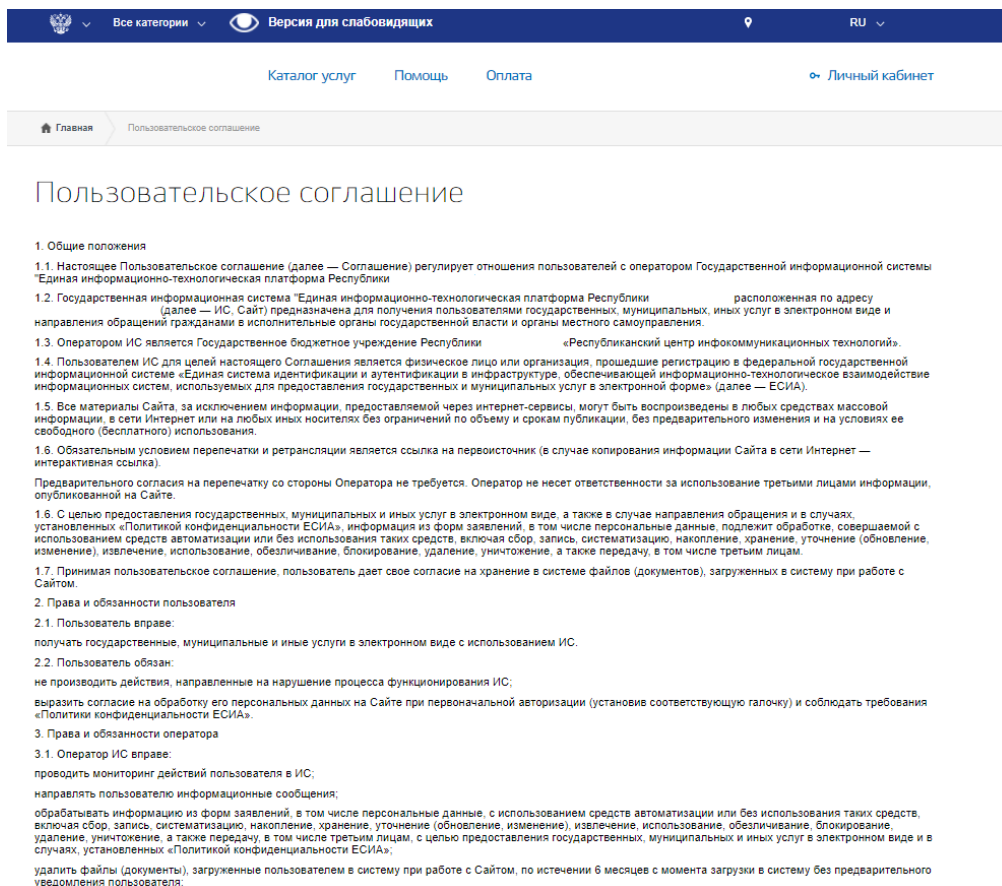 Все категории
Версия для слабовидящих
RU
Каталог услуг Помощь Оплата
Личный кабинет
Главная
Пользовательское соглашение
Пользовательское соглашение
1. Общие положения
1.1. Настоящее Пользовательское соглашение (далее — Соглашение) регулирует отношения пользователей с оператором Государственной информационной системы
"Единая информационно-технологическая платформа Республики
1.2. Государственная информационная система "Единая информационно-технологическая платформа Республики расположенная по адресу
(далее — ИС, Сайт) предназначена для получения пользователями государственных, муниципальных, иных услуг в электронном виде и
направления обращений гражданами в исполнительные органы государственной власти и органы местного самоуправления.
1.3. Оператором ИС является Государственное бюджетное учреждение Республики «Республиканский центр инфокоммуникационных технологий».
1.4. Пользователем ИС для целей настоящего Соглашения является физическое лицо или организация, прошедшие регистрацию в федеральной государственной
информационной системе «Единая система идентификации и аутентификации в инфраструктуре, обеспечивающей информационно-технологическое взаимодействие
информационных систем, используемых для предоставления государственных и муниципальных услуг в электронной форме» (далее — ЕСИА).
1.5. Все материалы Сайта, за исключением информации, предоставляемой через интернет-сервисы, могут быть воспроизведены в любых средствах массовой
информации, в сети Интернет или на любых иных носителях без ограничений по объему и срокам публикации, без предварительного изменения и на условиях ее
свободного (бесплатного) использования.
1.6. Обязательным условием перепечатки и ретрансляции является ссылка на первоисточник (в случае копирования информации Сайта в сети Интернет —
интерактивная ссылка).
Предварительного согласия на перепечатку со стороны Оператора не требуется. Оператор не несет ответственности за использование третьими лицами информации,
опубликованной на Сайте.
1.6. С целью предоставления государственных, муниципальных и иных услуг в электронном виде, а также в случае направления обращения и в случаях,
установленных «Политикой конфиденциальности ЕСИА», информация из форм заявлений, в том числе персональные данные, подлежит обработке, совершаемой с
использованием средств автоматизации или без использования таких средств, включая сбор, запись, систематизацию, накопление, хранение, уточнение (обновление,
изменение), извлечение, использование, обезличивание, блокирование, удаление, уничтожение, а также передачу, в том числе третьим лицам.
1.7. Принимая пользовательское соглашение, пользователь дает свое согласие на хранение в системе файлов (документов), загруженных в систему при работе с
Сайтом.
2. Права и обязанности пользователя
2.1. Пользователь вправе:
получать государственные, муниципальные и иные услуги в электронном виде с использованием ИС.
2.2. Пользователь обязан:
не производить действия, направленные на нарушение процесса функционирования ИС;
выразить согласие на обработку его персональных данных на Сайте при первоначальной авторизации (установив соответствующую галочку) и соблюдать требования
«Политики конфиденциальности ЕСИА».
3. Права и обязанности оператора
3.1. Оператор ИС вправе:
проводить мониторинг действий пользователя в ИС;
направлять пользователю информационные сообщения;
обрабатывать информацию из форм заявлений, в том числе персональные данные, с использованием средств автоматизации или без использования таких средств,
включая сбор, запись, систематизацию, накопление, хранение, уточнение (обновление, изменение), извлечение, использование, обезличивание, блокирование,
удаление, уничтожение, а также передачу, в том числе третьим лицам, с целью предоставления государственных, муниципальных и иных услуг в электронном виде и в
случаях, установленных «Политикой конфиденциальности ЕСИА»;
удалить файлы (документы), загруженные пользователем в систему при работе с Сайтом, по истечении 6 месяцев с момента загрузки в систему без предварительного
уведомления пользователя;